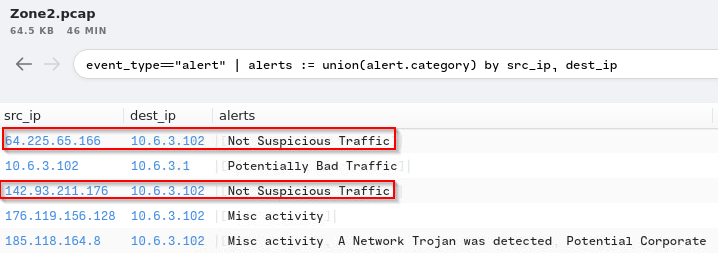 Zone2.pcap
64.5 KB 46 MIN
event_type=="alert" | alerts := union(alert.category) by src_ip, dest_ip
src_ip dest_ip alerts
64.225.65.166 10.6.3.102 |[Not Suspicious Traffic]|
10.6.3.102 10.6.3.1 |[Potentially Bad Traffic]|
142.93.211.176 10.6.3.102 |[Not Suspicious Traffic]|
176.119.156.128 10.6.3.102 |[Misc activity]|
185.118.164.8 10.6.3.102 |[Misc activity, A Network Trojan was detected, Potential Corporate